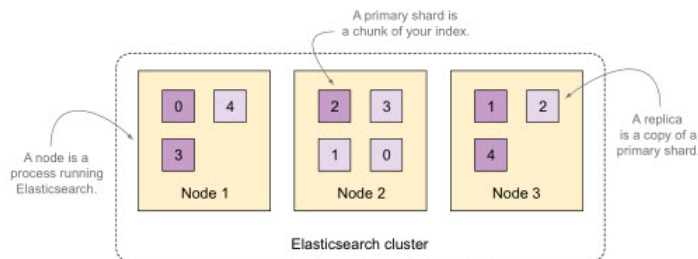 A primary shard is
a chunk of your index.
0 4
3
Node 1
2 3
1 0
Node 2
1 2
4
Node 3
A node is a
process running
Elasticsearch.
A replica
is a copy of a
primary shard.
Elasticsearch cluster